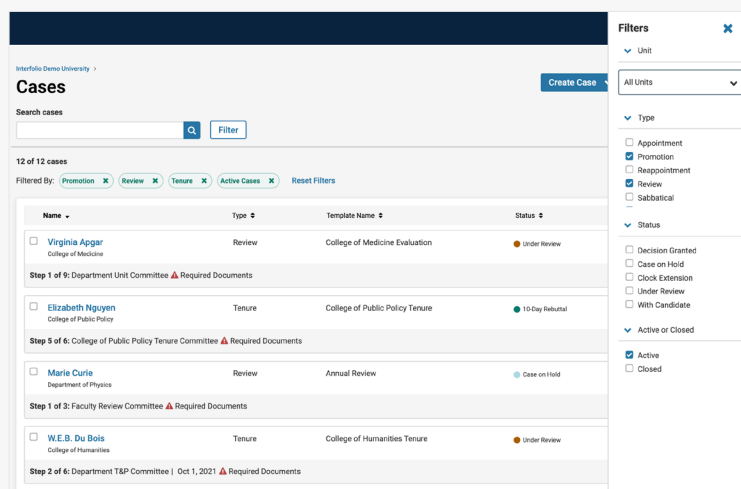 Interfolio Demo University >
Cases
Create Case
Search cases
Filter
12 of 12 cases
Filtered By: Promotion ✕ Review ✕ Tenure ✕ Active Cases ✕ Reset Filters
Name Type Template Name Status
Virginia Apgar Review College of Medicine Evaluation Under Review
College of Medicine
Step 1 of 9: Department Unit Committee Required Documents
Elizabeth Nguyen Tenure College of Public Policy Tenure 10-Day Rebuttal
College of Public Policy
Step 5 of 6: College of Public Policy Tenure Committee Required Documents
Marie Curie Review Annual Review Case on Hold
Department of Physics
Step 1 of 3: Faculty Review Committee Required Documents
W.E.B. Du Bois Tenure College of Humanities Tenure Under Review
College of Humanities
Step 2 of 6: Department T&P Committee | Oct 1, 2021 Required Documents
Filters ✕
Unit
All Units
Type
Appointment
Promotion
Reappointment
Review
Sabbatical
Status
Decision Granted
Case on Hold
Clock Extension
Under Review
With Candidate
Active or Closed
Active
Closed